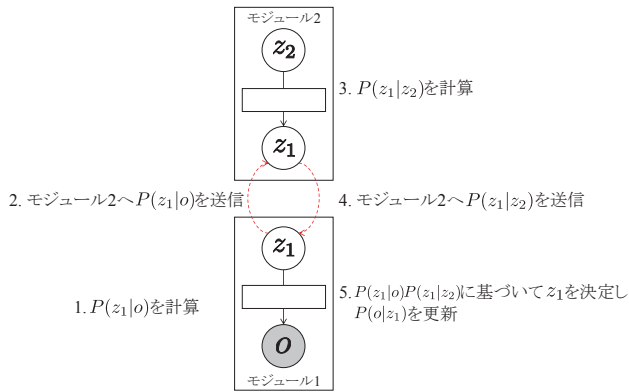 モジュール2
z₂
3. P(z₁|z₂)を計算
z₁
2. モジュール2へP(z₁|o)を送信
4. モジュール2へP(z₁|z₂)を送信
z₁
1. P(z₁|o)を計算
5. P(z₁|o)P(z₁|z₂)に基づいてz₁を決定し
P(o|z₁)を更新
o
モジュール1